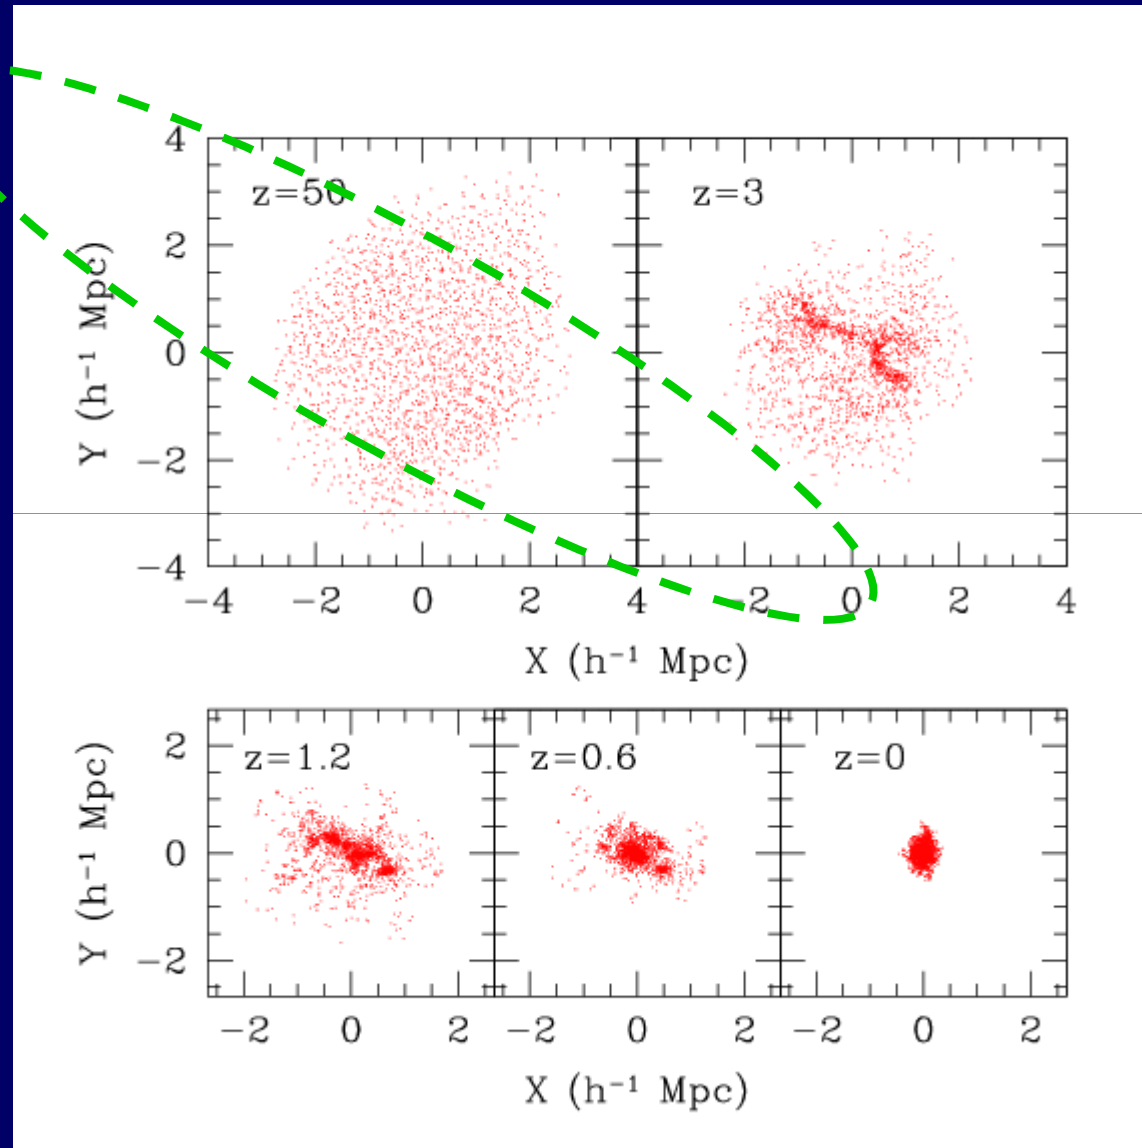 4
z=50
z=3
2
0
−2
−4
Y (h⁻¹ Mpc)
−4 −2 0 2 4 −2 0 2 4
X (h⁻¹ Mpc)
z=1.2
z=0.6
z=0
2
0
−2
Y (h⁻¹ Mpc)
−2 0 2 −2 0 2 −2 0 2
X (h⁻¹ Mpc)